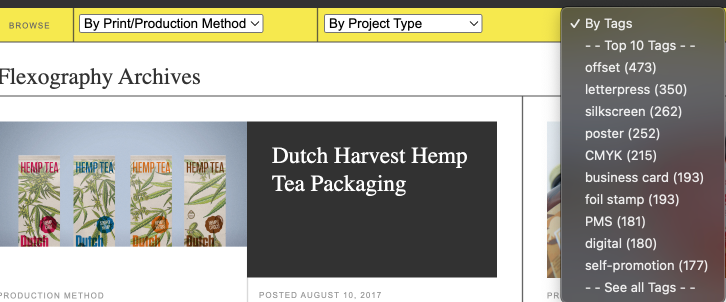 BROWSE
By Print/Production Method
By Project Type
✓ By Tags
- - Top 10 Tags - -
offset (473)
letterpress (350)
silkscreen (262)
poster (252)
CMYK (215)
business card (193)
foil stamp (193)
PMS (181)
digital (180)
self-promotion (177)
- - See all Tags - -
Flexography Archives
HEMP TEA
HEMP TEA
HEMP TEA
HEMP TEA
Dutch
Dutch
Dutch
Dutch
Dutch Harvest Hemp
Tea Packaging
PRODUCTION METHOD
POSTED AUGUST 10, 2017
PR